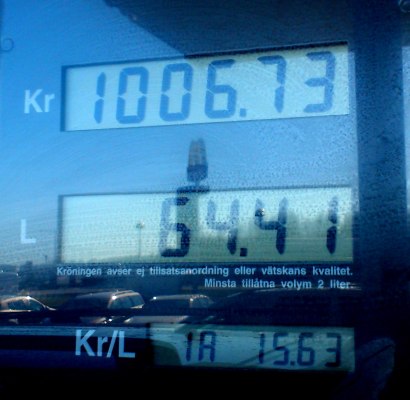 Kr 1006.73
L 64.41
Kröningen avser ej tillsatsanordning eller vätskans kvalitet.
Minsta tillåtna volym 2 liter
Kr/L 1A 15.63